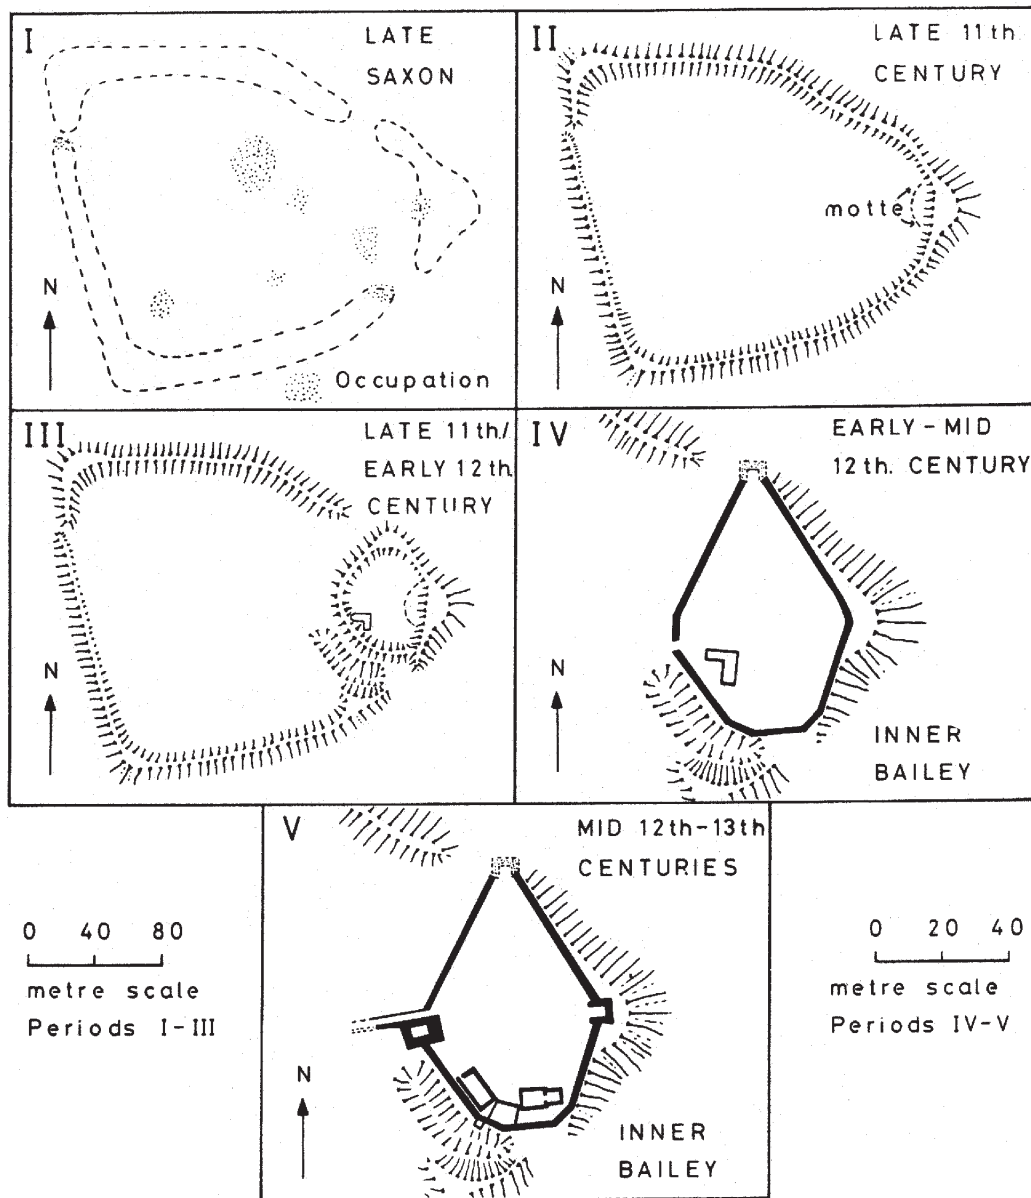 I
LATE
SAXON
N
Occupation
II
LATE 11th.
CENTURY
motte
N
III
LATE 11th./
EARLY 12th.
CENTURY
N
IV
EARLY-MID
12th. CENTURY
N
INNER
BAILEY
V
MID 12th-13th
CENTURIES
N
INNER
BAILEY
0 40 80
metre scale
Periods I-III
0 20 40
metre scale
Periods IV-V